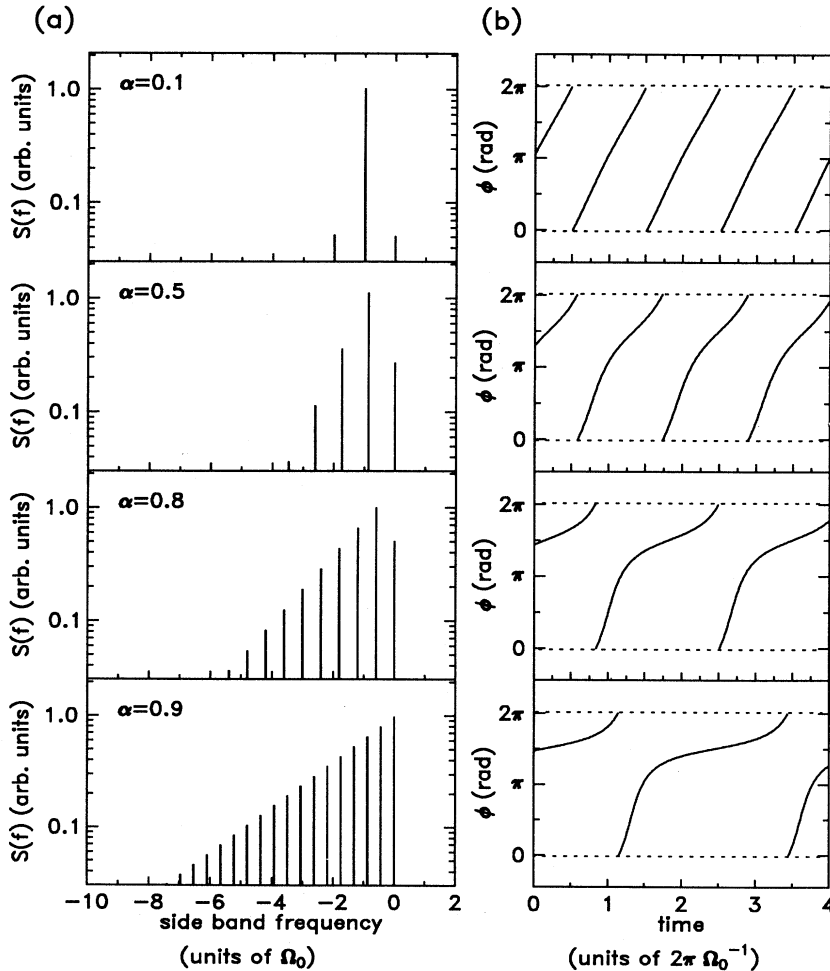 (a)
(b)
α=0.1
S(f) (arb. units)
1.0
0.1
ϕ (rad)
2π
π
0
α=0.5
S(f) (arb. units)
1.0
0.1
ϕ (rad)
2π
π
0
α=0.8
S(f) (arb. units)
1.0
0.1
ϕ (rad)
2π
π
0
α=0.9
S(f) (arb. units)
1.0
0.1
ϕ (rad)
2π
π
0
−10 −8 −6 −4 −2 0 2
side band frequency
(units of Ω₀)
0 1 2 3 4
time
(units of 2π Ω₀⁻¹)